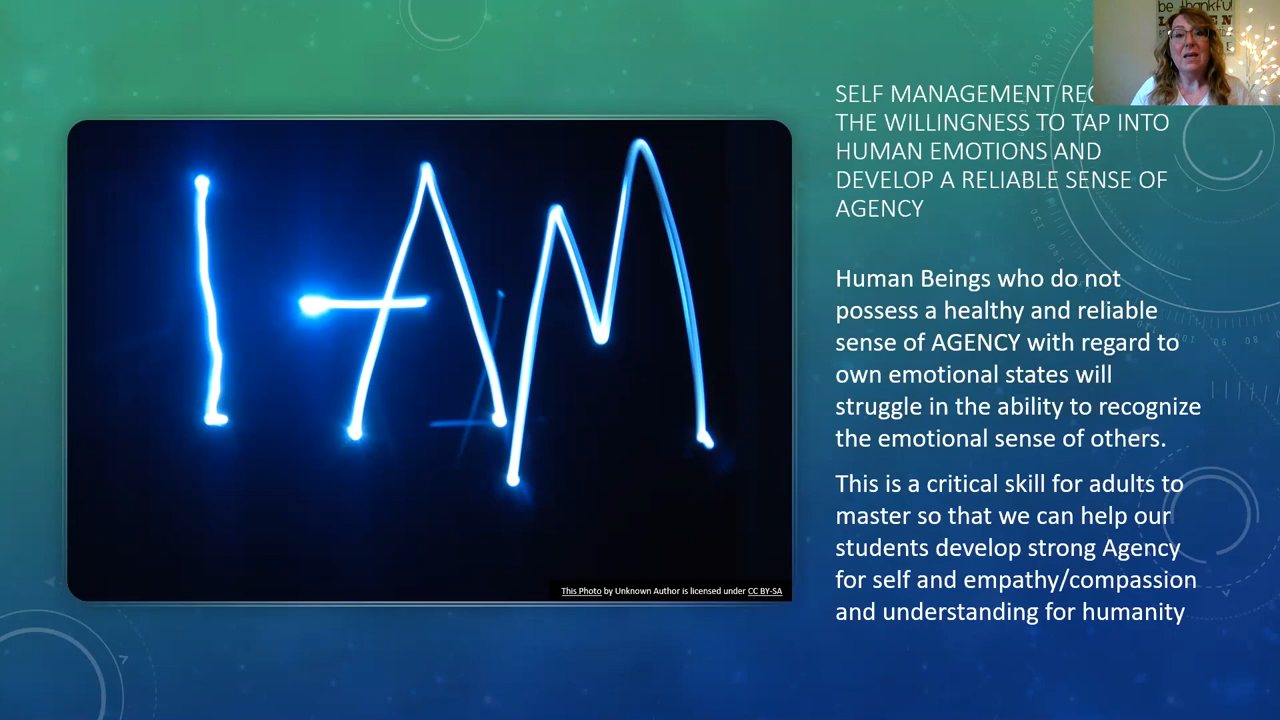 be thankful
SELF MANAGEMENT
THE WILLINGNESS TO TAP INTO
HUMAN EMOTIONS AND
DEVELOP A RELIABLE SENSE OF
AGENCY
I AM
Human Beings who do not
possess a healthy and reliable
sense of AGENCY with regard to
own emotional states will
struggle in the ability to recognize
the emotional sense of others.
This is a critical skill for adults to
master so that we can help our
students develop strong Agency
for self and empathy/compassion
and understanding for humanity
This Photo by Unknown Author is licensed under CC BY-SA